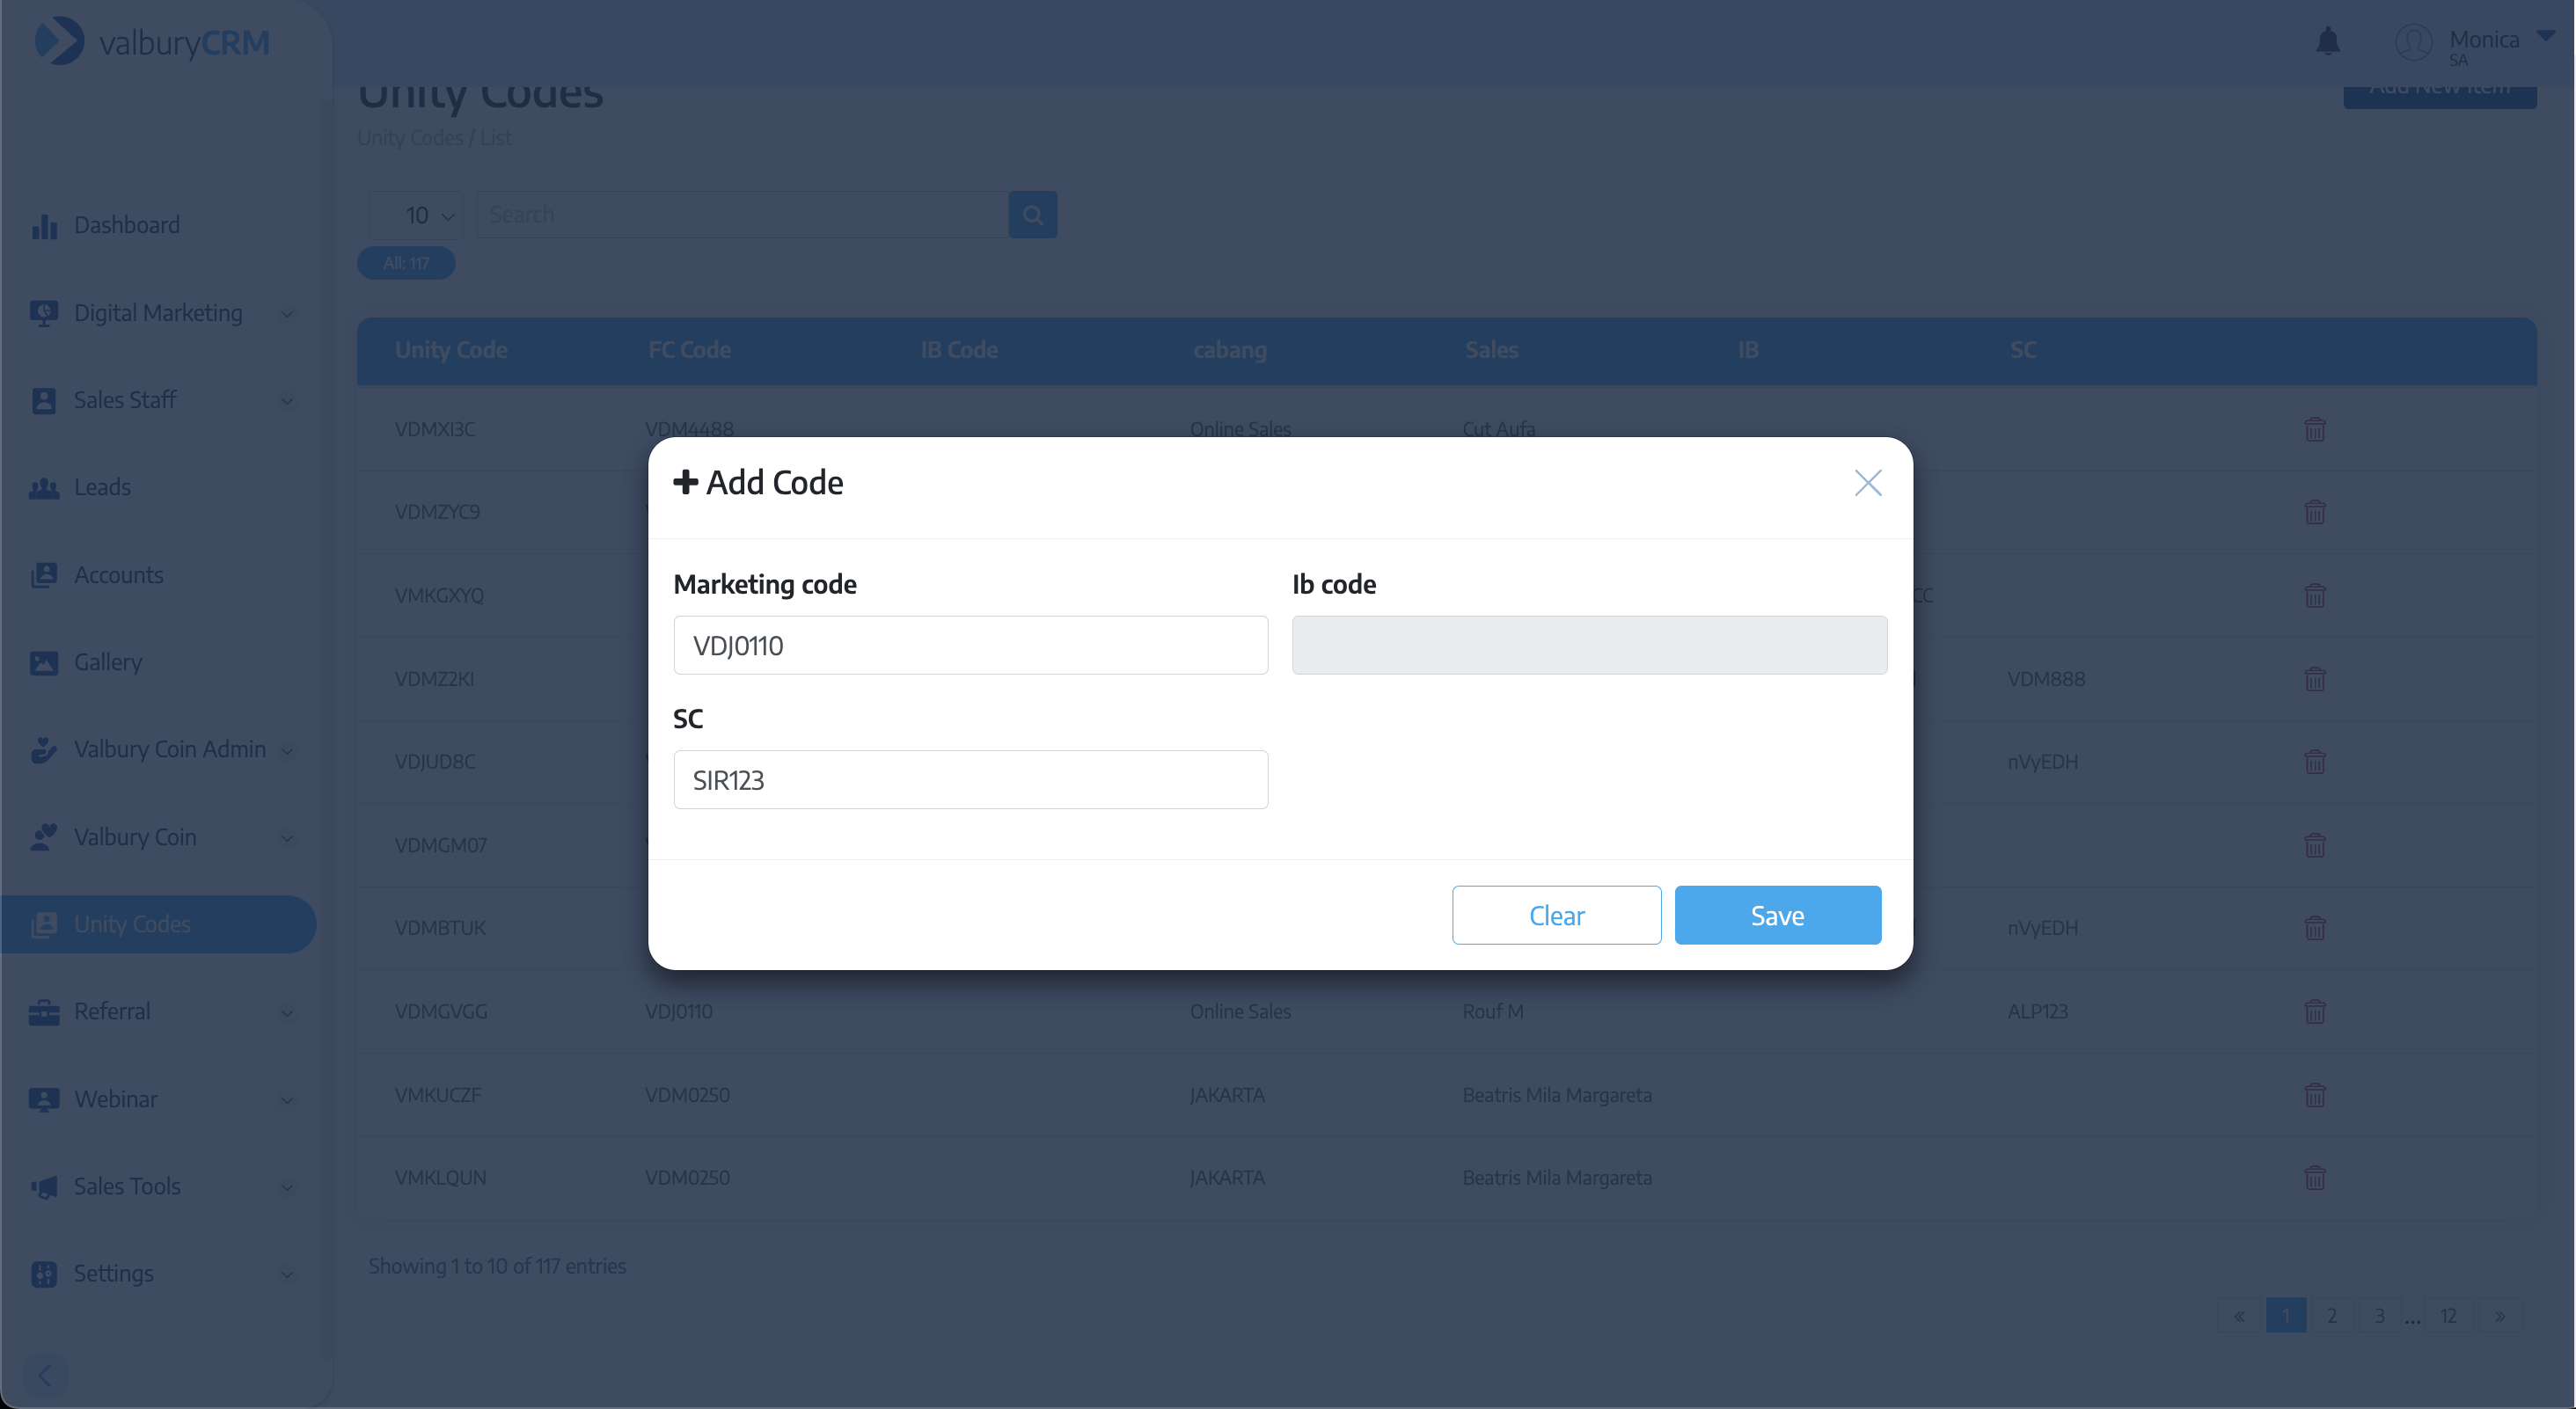 valburyCRM
Monica
SA
Unity Codes
Add New Item
Unity Codes / List
10
Search
All: 117
Dashboard
Digital Marketing
Sales Staff
Leads
Accounts
Gallery
Valbury Coin Admin
Valbury Coin
Unity Codes
Referral
Webinar
Sales Tools
Settings
Unity Code FC Code IB Code cabang Sales IB SC
VDMXI3C VDM4488 Online Sales Cut Aufa
VDMZYC9
VMKGXYQ CC
VDMZ2KI VDM888
VDJUD8C nVyEDH
VDMGM07
VDMBTUK nVyEDH
VDMGVGG VDJ0110 Online Sales Rouf M ALP123
VMKUCZF VDM0250 JAKARTA Beatris Mila Margareta
VMKLQUN VDM0250 JAKARTA Beatris Mila Margareta
Add Code
Marketing code Ib code
VDJ0110
SC
SIR123
Clear Save
Showing 1 to 10 of 117 entries
« 1 2 3 ... 12 »